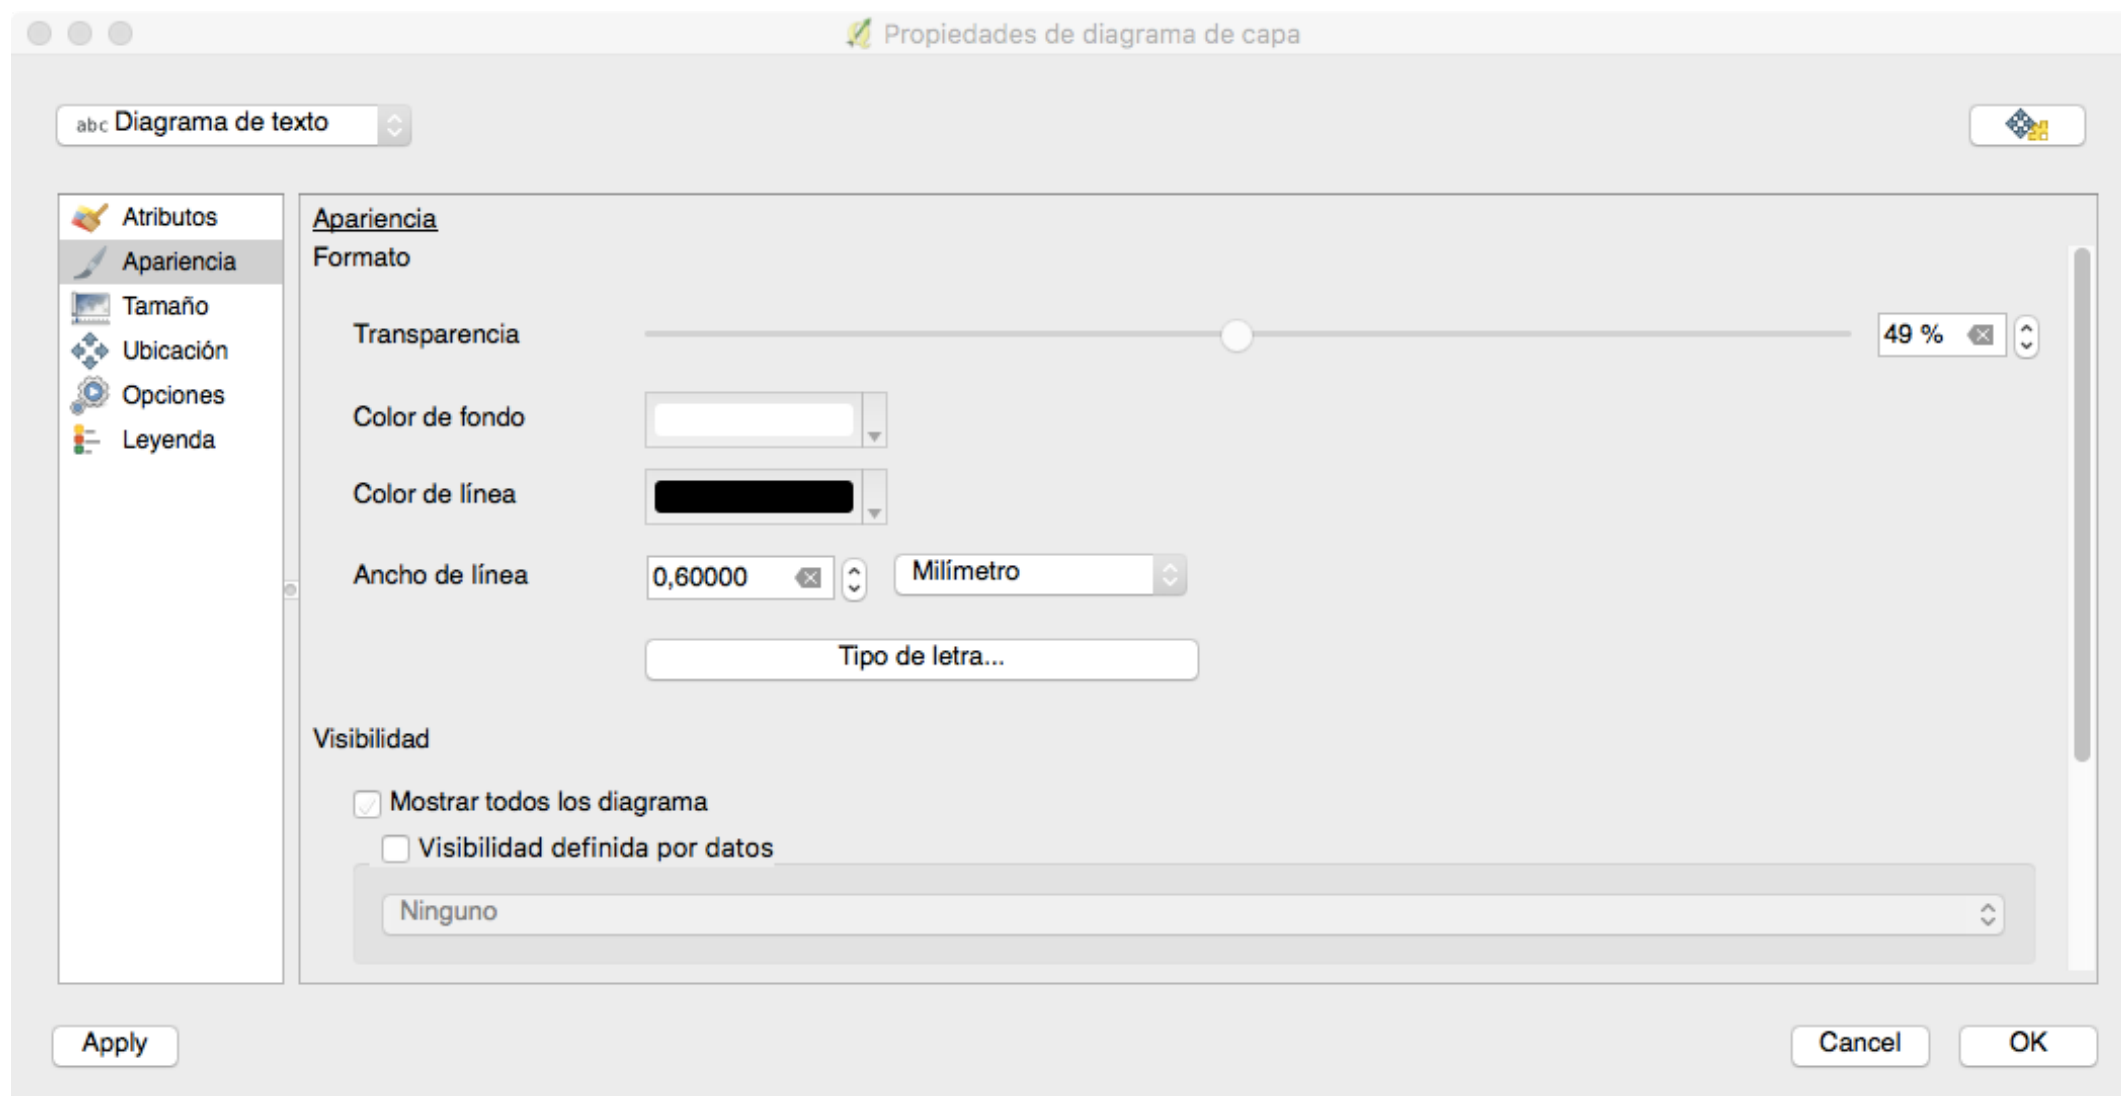 Propiedades de diagrama de capa
abc Diagrama de texto
Atributos
Apariencia
Tamaño
Ubicación
Opciones
Leyenda
Apariencia
Formato
Transparencia 49 %
Color de fondo
Color de línea
Ancho de línea 0,60000 Milímetro
Tipo de letra...
Visibilidad
Mostrar todos los diagrama
Visibilidad definida por datos
Ninguno
Apply Cancel OK